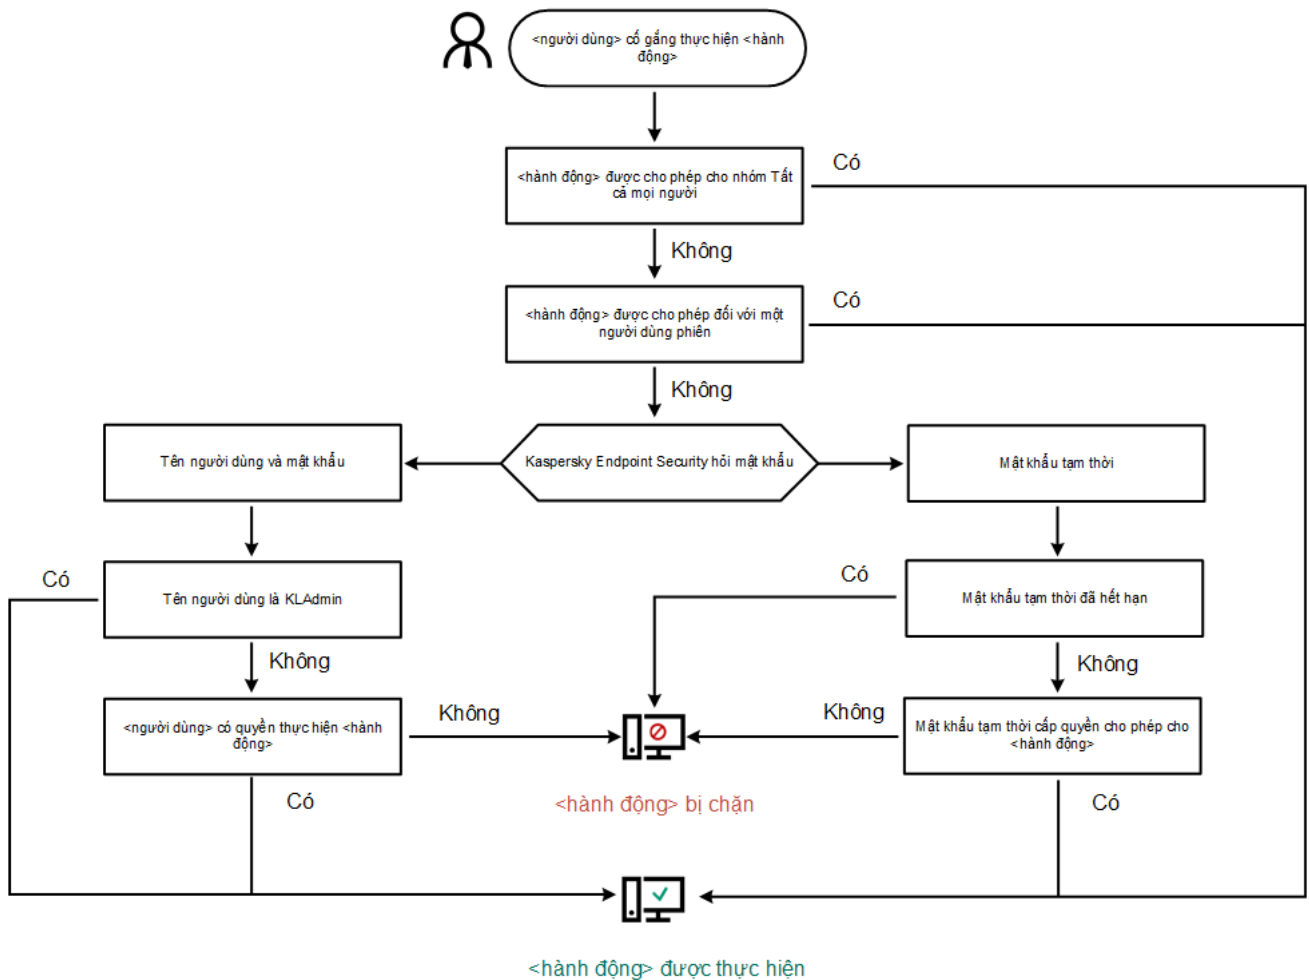 <người dùng> cố gắng thực hiện <hành
động>
Có
<hành động> được cho phép cho nhóm Tất
cả mọi người
Không
Có
<hành động> được cho phép đối với một
người dùng phiên
Không
Tên người dùng và mật khẩu
Kaspersky Endpoint Security hỏi mật khẩu
Mật khẩu tạm thời
Có
Tên người dùng là KLAdmin
Có
Mật khẩu tạm thời đã hết hạn
Không
Không
<người dùng> có quyền thực hiện <hành
động>
Không
Không
Mật khẩu tạm thời cấp quyền cho phép cho
<hành động>
Có
<hành động> bị chặn
Có
<hành động> được thực hiện